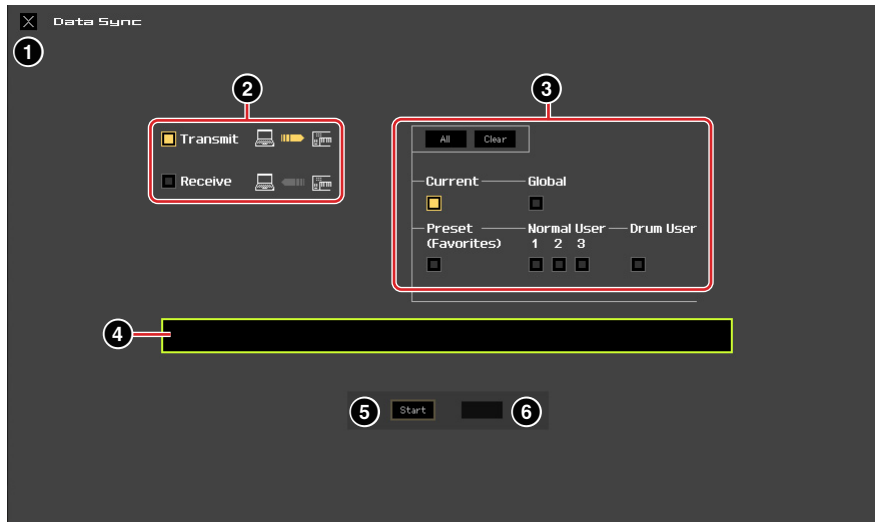 Data Sync
1
2
3
Transmit
Receive
All Clear
Current Global
Preset Normal User Drum User
(Favorites) 1 2 3
4
5 Start 6